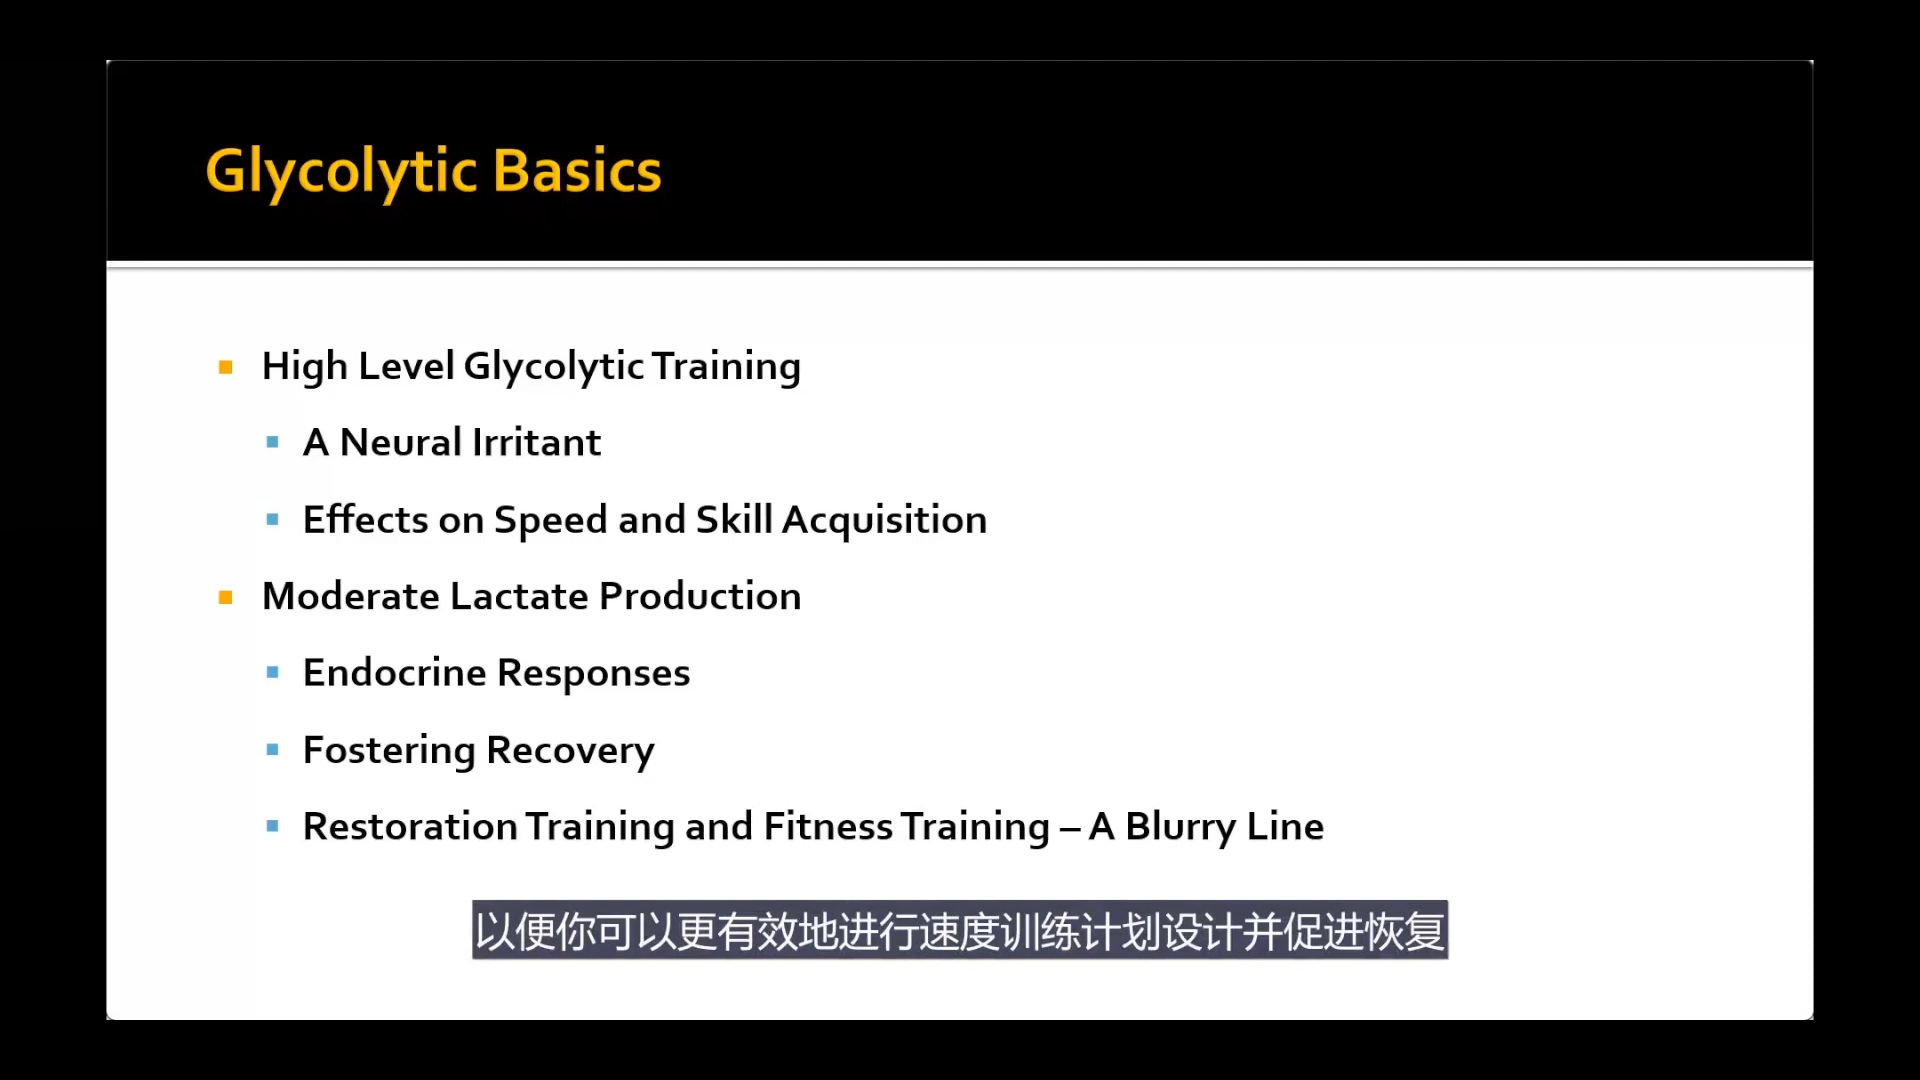 Glycolytic Basics
High Level Glycolytic Training
A Neural Irritant
Effects on Speed and Skill Acquisition
Moderate Lactate Production
Endocrine Responses
Fostering Recovery
Restoration Training and Fitness Training – A Blurry Line
以便你可以更有效地进行速度训练计划设计并促进恢复